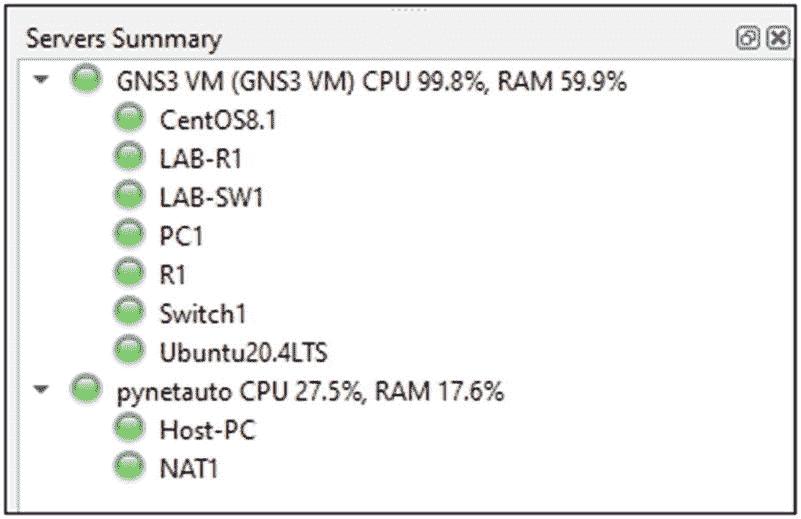 Servers Summary
GNS3 VM (GNS3 VM) CPU 99.8%, RAM 59.9%
CentOS8.1
LAB-R1
LAB-SW1
PC1
R1
Switch1
Ubuntu20.4LTS
pynetauto CPU 27.5%, RAM 17.6%
Host-PC
NAT1